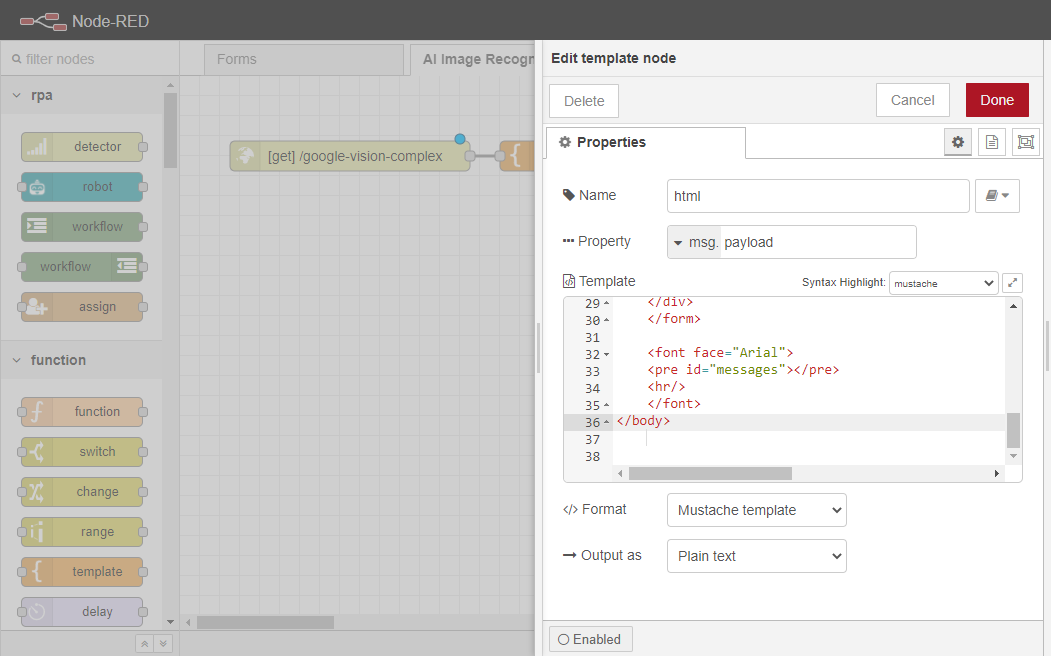 Node-RED
filter nodes
Forms
AI Image Recogn
rpa
detector
robot
workflow
workflow
assign
function
function
switch
change
range
template
delay
[get] /google-vision-complex
Edit template node
Delete
Cancel
Done
Properties
Name
html
Property
msg. payload
Template
Syntax Highlight: mustache
29 </div>
30 </form>
31
32 <font face="Arial">
33 <pre id="messages"></pre>
34 <hr/>
35 </font>
36 </body>
37
38
</> Format
Mustache template
Output as
Plain text
Enabled